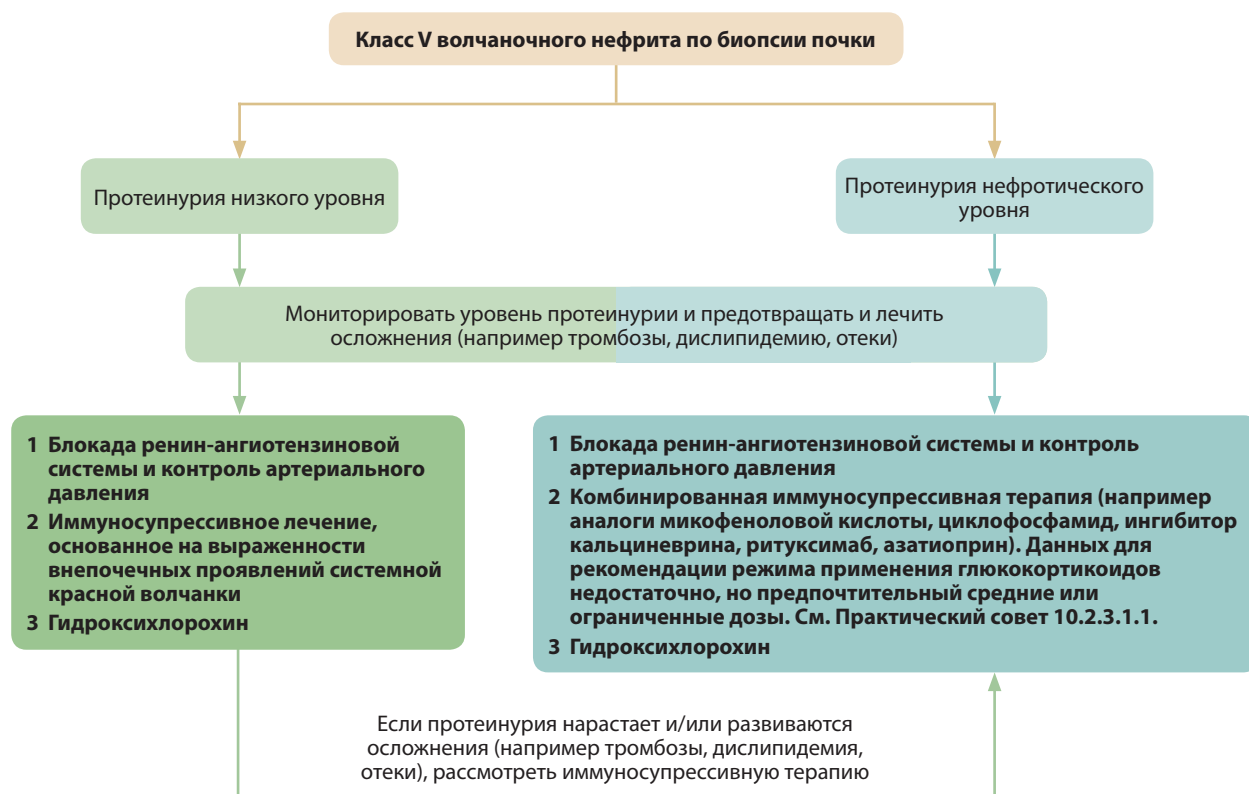 Класс V волчаночного нефрита по биопсии почки
Протеинурия низкого уровня
Протеинурия нефротического
уровня
Мониторировать уровень протеинурии и предотвращать и лечить
осложнения (например тромбозы, дислипидемию, отеки)
1 Блокада ренин-ангиотензиновой
системы и контроль артериального
давления
2 Иммуносупрессивное лечение,
основанное на выраженности
внепочечных проявлений системной
красной волчанки
3 Гидроксихлорохин
1 Блокада ренин-ангиотензиновой системы и контроль
артериального давления
2 Комбинированная иммуносупрессивная терапия (например
аналоги микофеноловой кислоты, циклофосфамид, ингибитор
кальциневрина, ритуксимаб, азатиоприн). Данных для
рекомендации режима применения глюкокортикоидов
недостаточно, но предпочтительный средние или
ограниченные дозы. См. Практический совет 10.2.3.1.1.
3 Гидроксихлорохин
Если протеинурия нарастает и/или развиваются
осложнения (например тромбозы, дислипидемия,
отеки), рассмотреть иммуносупрессивную терапию